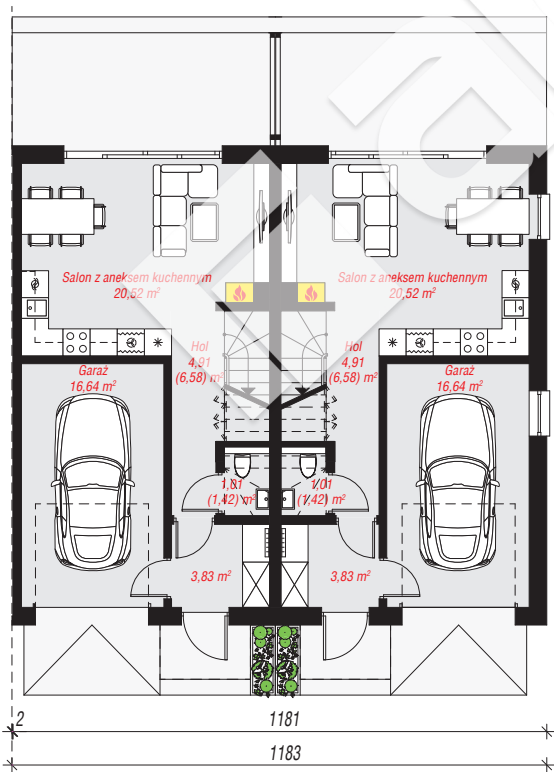 Salon z aneksem kuchennym
20,52 m²
Salon z aneksem kuchennym
20,52 m²
Hol
4,91
(6,58) m²
Hol
4,91
(6,58) m²
Garaż
16,64 m²
Garaż
16,64 m²
1,01
(1,42) m²
1,01
(1,42) m²
3,83 m²
3,83 m²
2
1181
1183